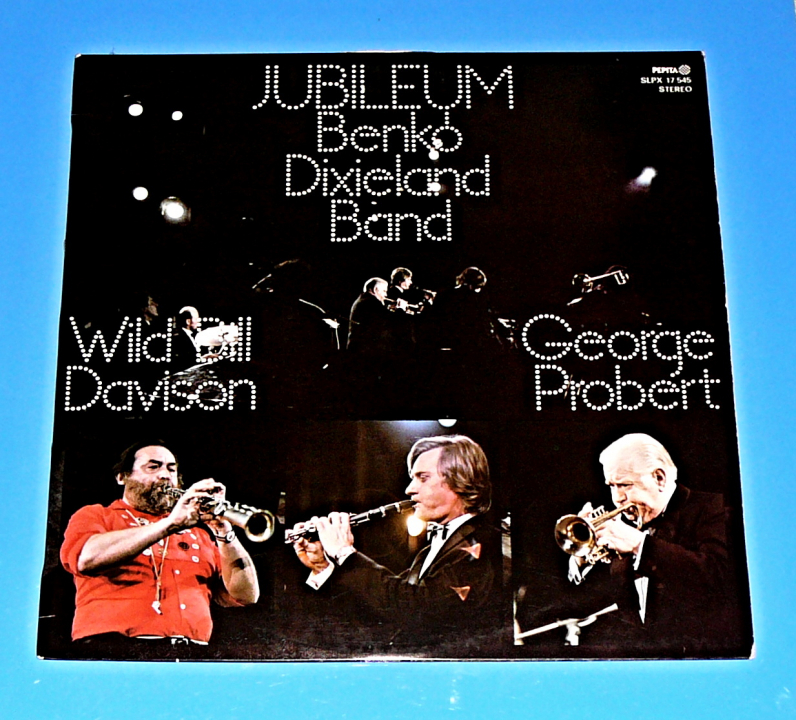 JUBILEUM
Benkó
Dixieland
Band
PEPITA
SLPX 17 545
STEREO
Wild Bill
Davison
George
Probert